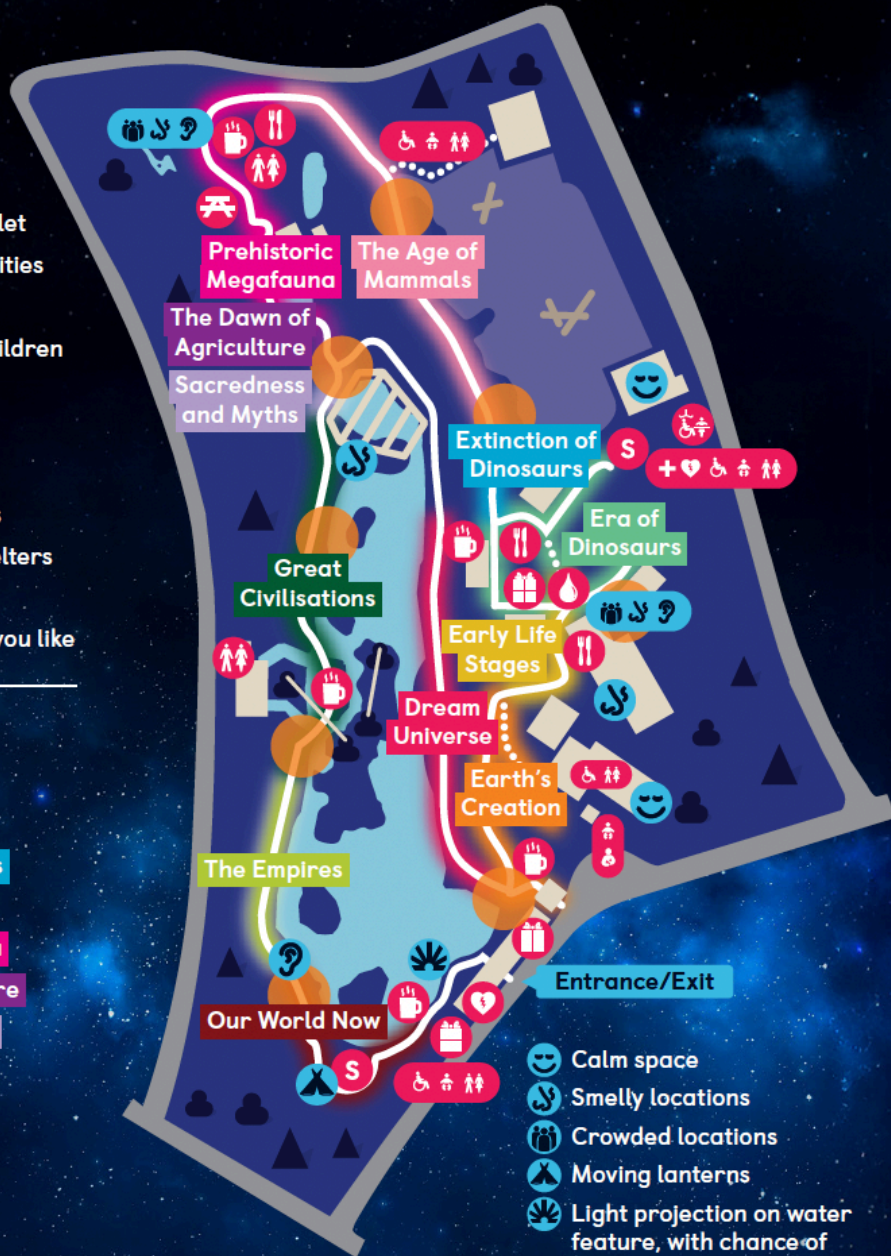 let
ities
ildren
s
elters
you like
s
a
re
Prehistoric
Megafauna
The Age of
Mammals
The Dawn of
Agriculture
Sacredness
and Myths
Extinction of
Dinosaurs
S
Era of
Dinosaurs
Great
Civilisations
Early Life
Stages
Dream
Universe
Earth's
Creation
The Empires
Our World Now
S
Entrance/Exit
Calm space
Smelly locations
Crowded locations
Moving lanterns
Light projection on water
feature, with chance of